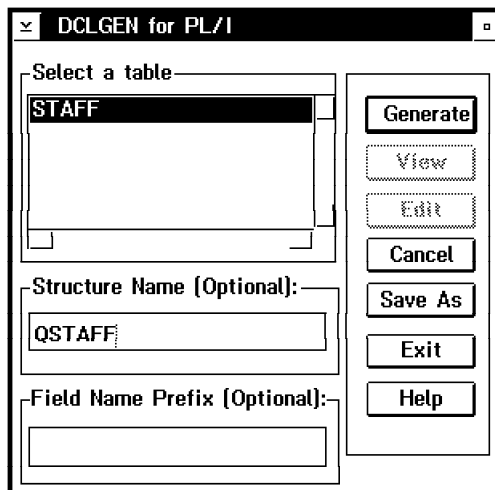 DCLGEN for PL/I
Select a table
STAFF
Structure Name (Optional):
QSTAFF
Field Name Prefix (Optional):
Generate
View
Edit
Cancel
Save As
Exit
Help